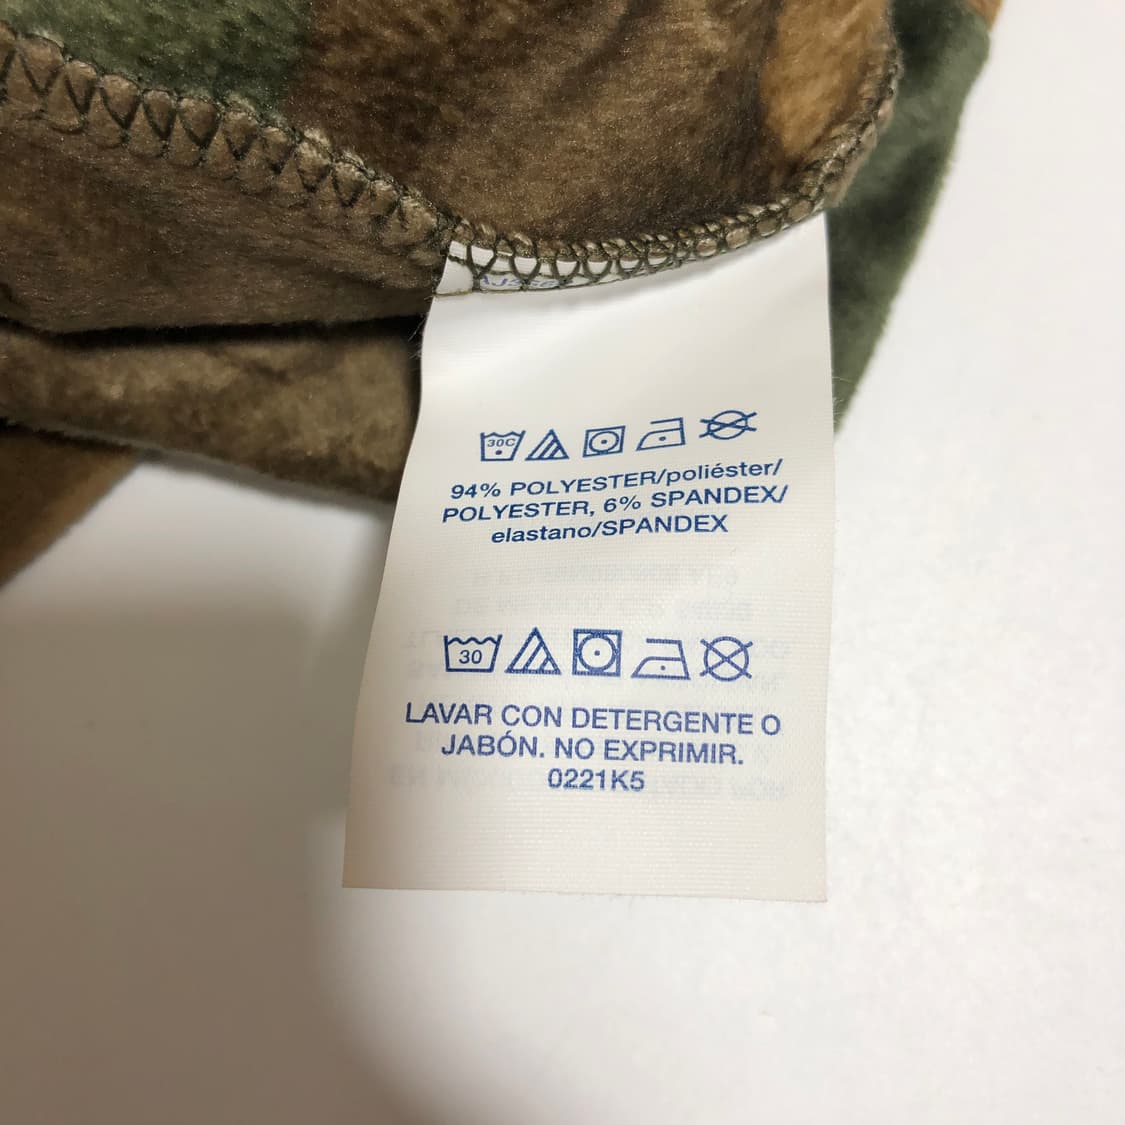 30C
94% POLYESTER/poliéster/
POLYESTER, 6% SPANDEX/
elastano/SPANDEX
30
LAVAR CON DETERGENTE O
JABÓN. NO EXPRIMIR.
0221K5